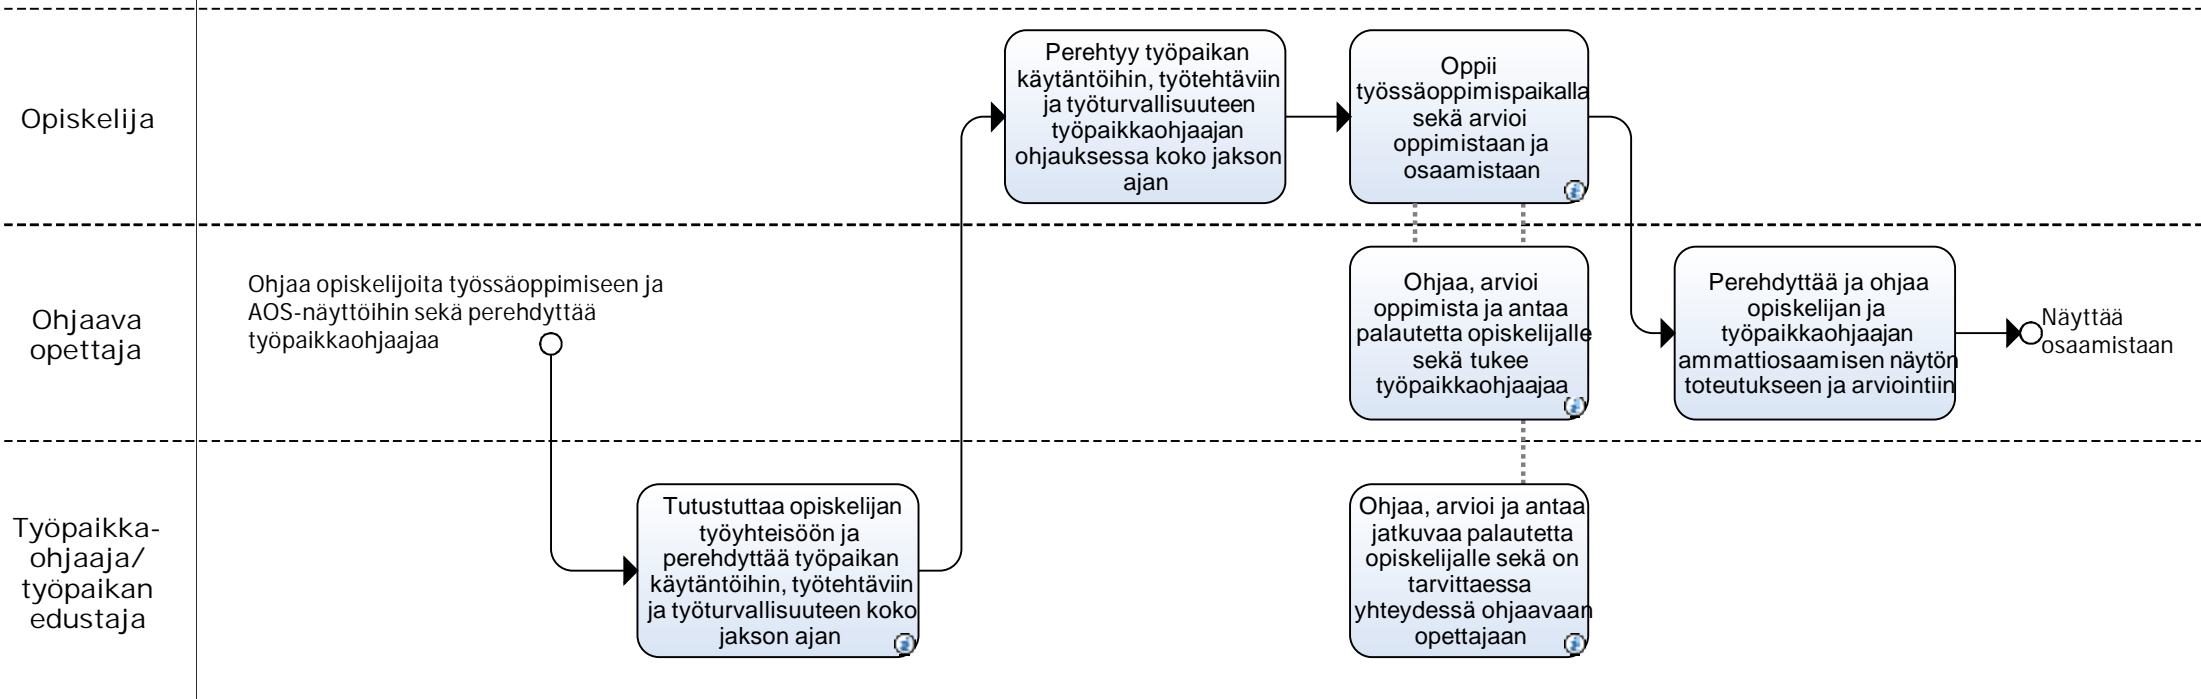 Opiskelija
Perehtyy työpaikan
käytäntöihin, työtehtäviin
ja työturvallisuuteen
työpaikkaohjaajan
ohjauksessa koko jakson
ajan
Oppii
työssäoppimispaikalla
sekä arvioi
oppimistaan ja
osaamistaan
Ohjaava
opettaja
Ohjaa opiskelijoita työssäoppimiseen ja
AOS-näyttöihin sekä perehdyttää
työpaikkaohjaajaa
Ohjaa, arvioi
oppimista ja antaa
palautetta opiskelijalle
sekä tukee
työpaikkaohjaajaa
Perehdyttää ja ohjaa
opiskelijan ja
työpaikkaohjaajan
ammattiosaamisen näytön
toteutukseen ja arviointiin
Näyttää
osaamistaan
Työpaikka-
ohjaaja/
työpaikan
edustaja
Tutustuttaa opiskelijan
työyhteisöön ja
perehdyttää työpaikan
käytäntöihin, työtehtäviin
ja työturvallisuuteen koko
jakson ajan
Ohjaa, arvioi ja antaa
jatkuvaa palautetta
opiskelijalle sekä on
tarvittaessa
yhteydessä ohjaavaan
opettajaan